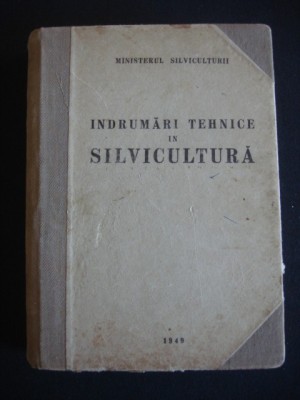 MINISTERUL SILVICULTURII
INDRUMĂRI TEHNICE
IN
SILVICULTURĂ
1949